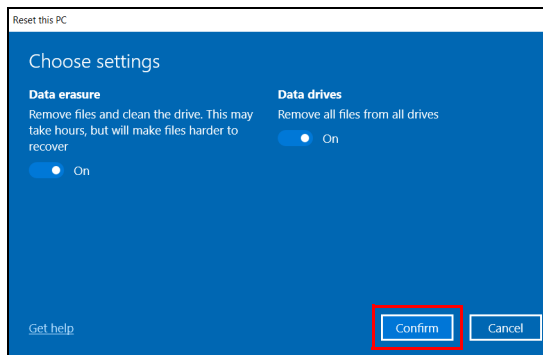 Reset this PC
Choose settings
Data erasure
Remove files and clean the drive. This may
take hours, but will make files harder to
recover
On
Data drives
Remove all files from all drives
On
Get help
Confirm
Cancel